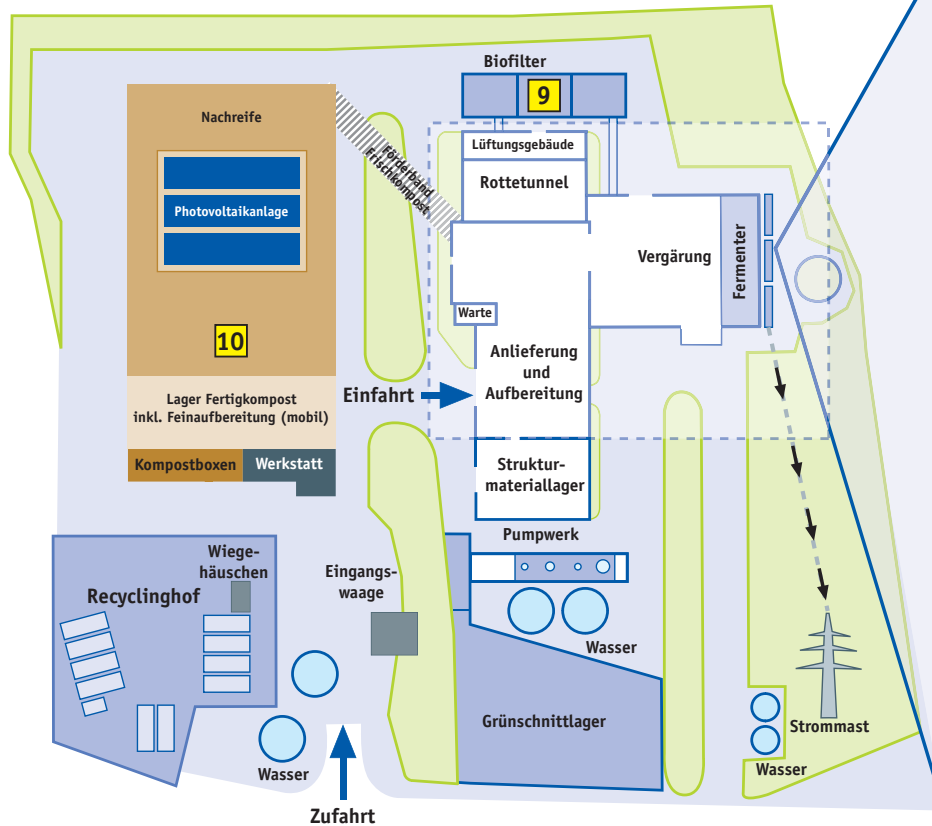 Biofilter
9
Nachreife
Lüftungsgebäude
Förderband
Frischkompost
Rottetunnel
Photovoltaikanlage
Vergärung
Fermenter
Warte
10
Anlieferung
und
Aufbereitung
Einfahrt
Lager Fertigkompost
inkl. Feinaufbereitung (mobil)
Kompostboxen
Werkstatt
Struktur-
materiallager
Pumpwerk
Wiege-
häuschen
Recyclinghof
Eingangs-
waage
Wasser
Grünschnittlager
Strommast
Wasser
Wasser
Zufahrt